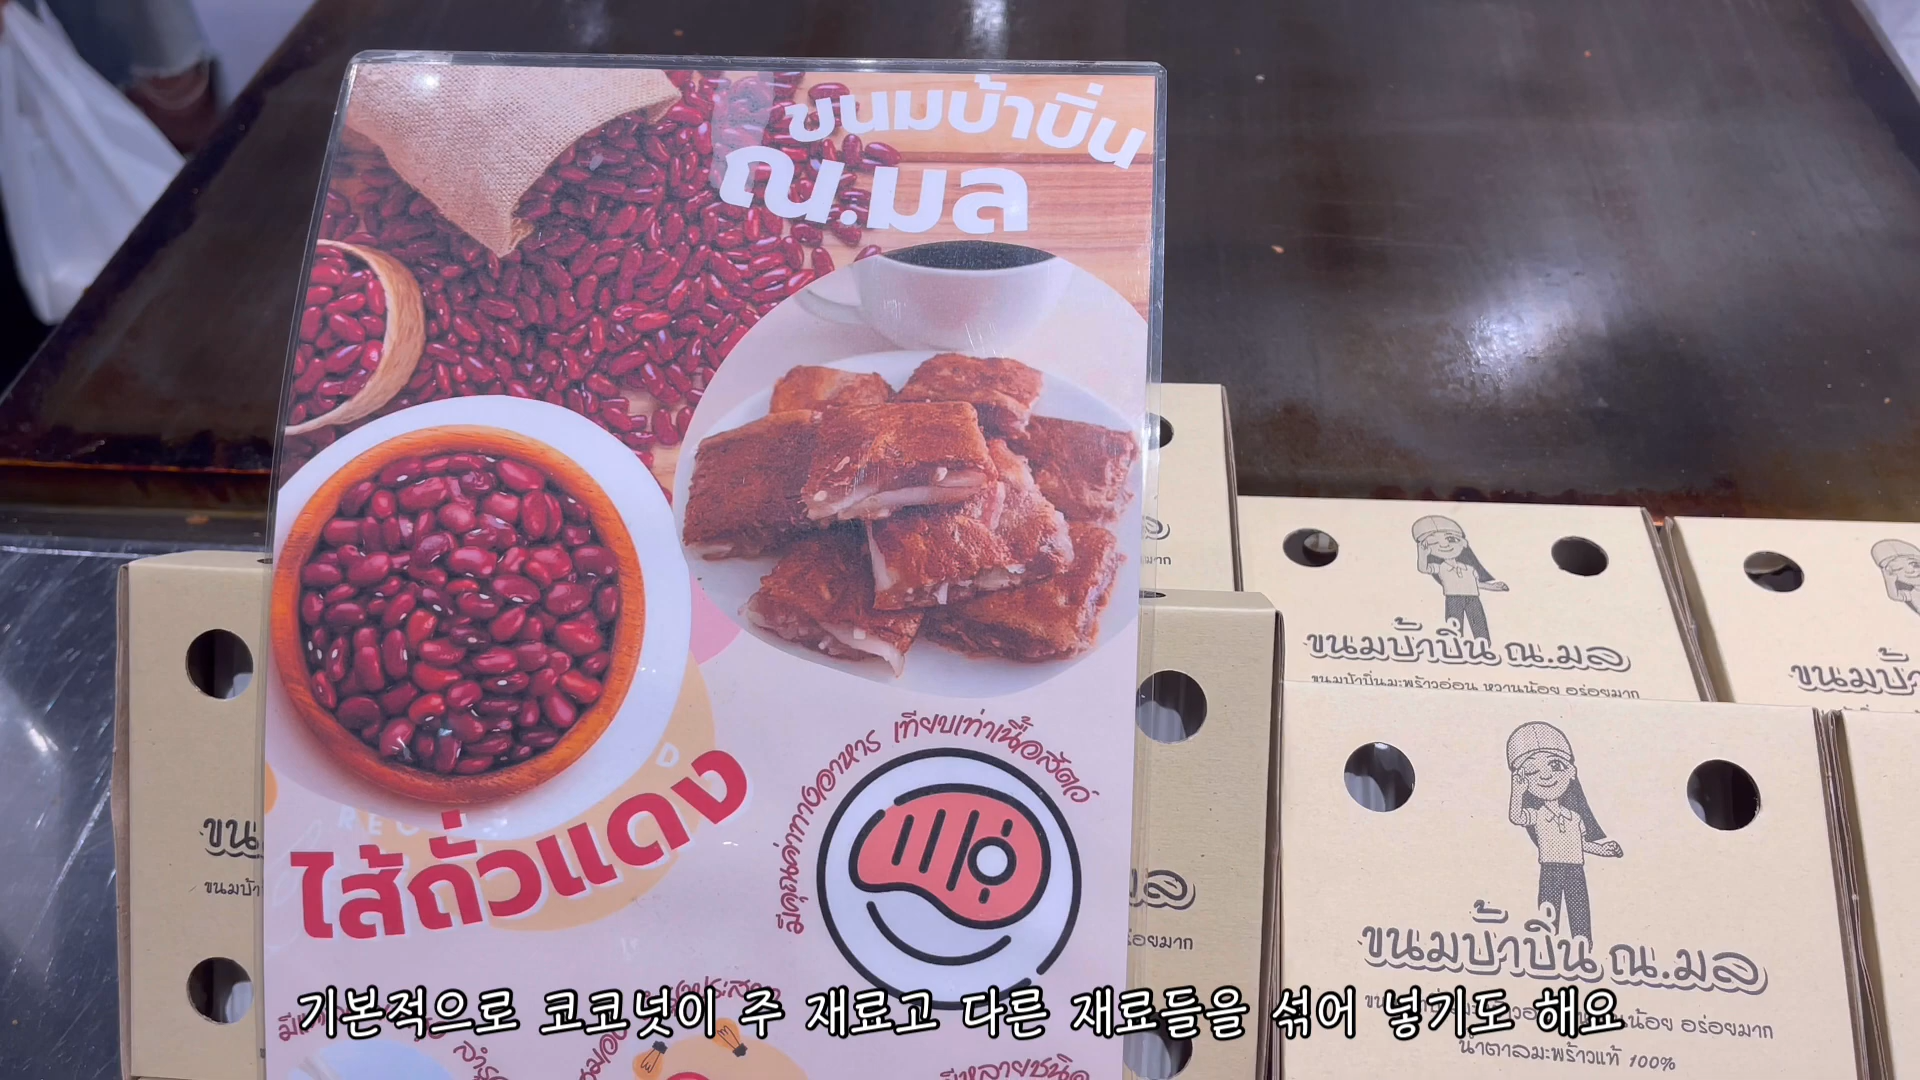 ขนมบ้าบิ่น
ณ.มล
ไส้ถั่วแดง
มีคุณค่าทางอาหาร เทียบเท่าเนื้อสัตว์
ขนมบ้าบิ่น ณ.มล
ขนมบ้าบิ่นมะพร้าวอ่อน หวานน้อย อร่อยมาก
ขนมบ้าบิ่น ณ.มล
น้อย อร่อยมาก
น้ำตาลมะพร้าวแท้ 100%
기본적으로 코코넛이 주 재료고 다른 재료들을 섞어 넣기도 해요